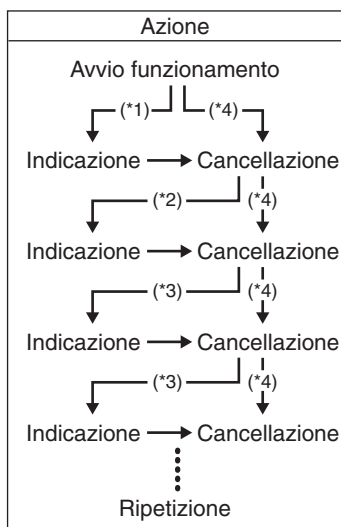 Azione
Avvio funzionamento
(*1) (*4)
Indicazione Cancellazione
(*2) (*4)
Indicazione Cancellazione
(*3) (*4)
Indicazione Cancellazione
(*3) (*4)
Indicazione Cancellazione
Ripetizione